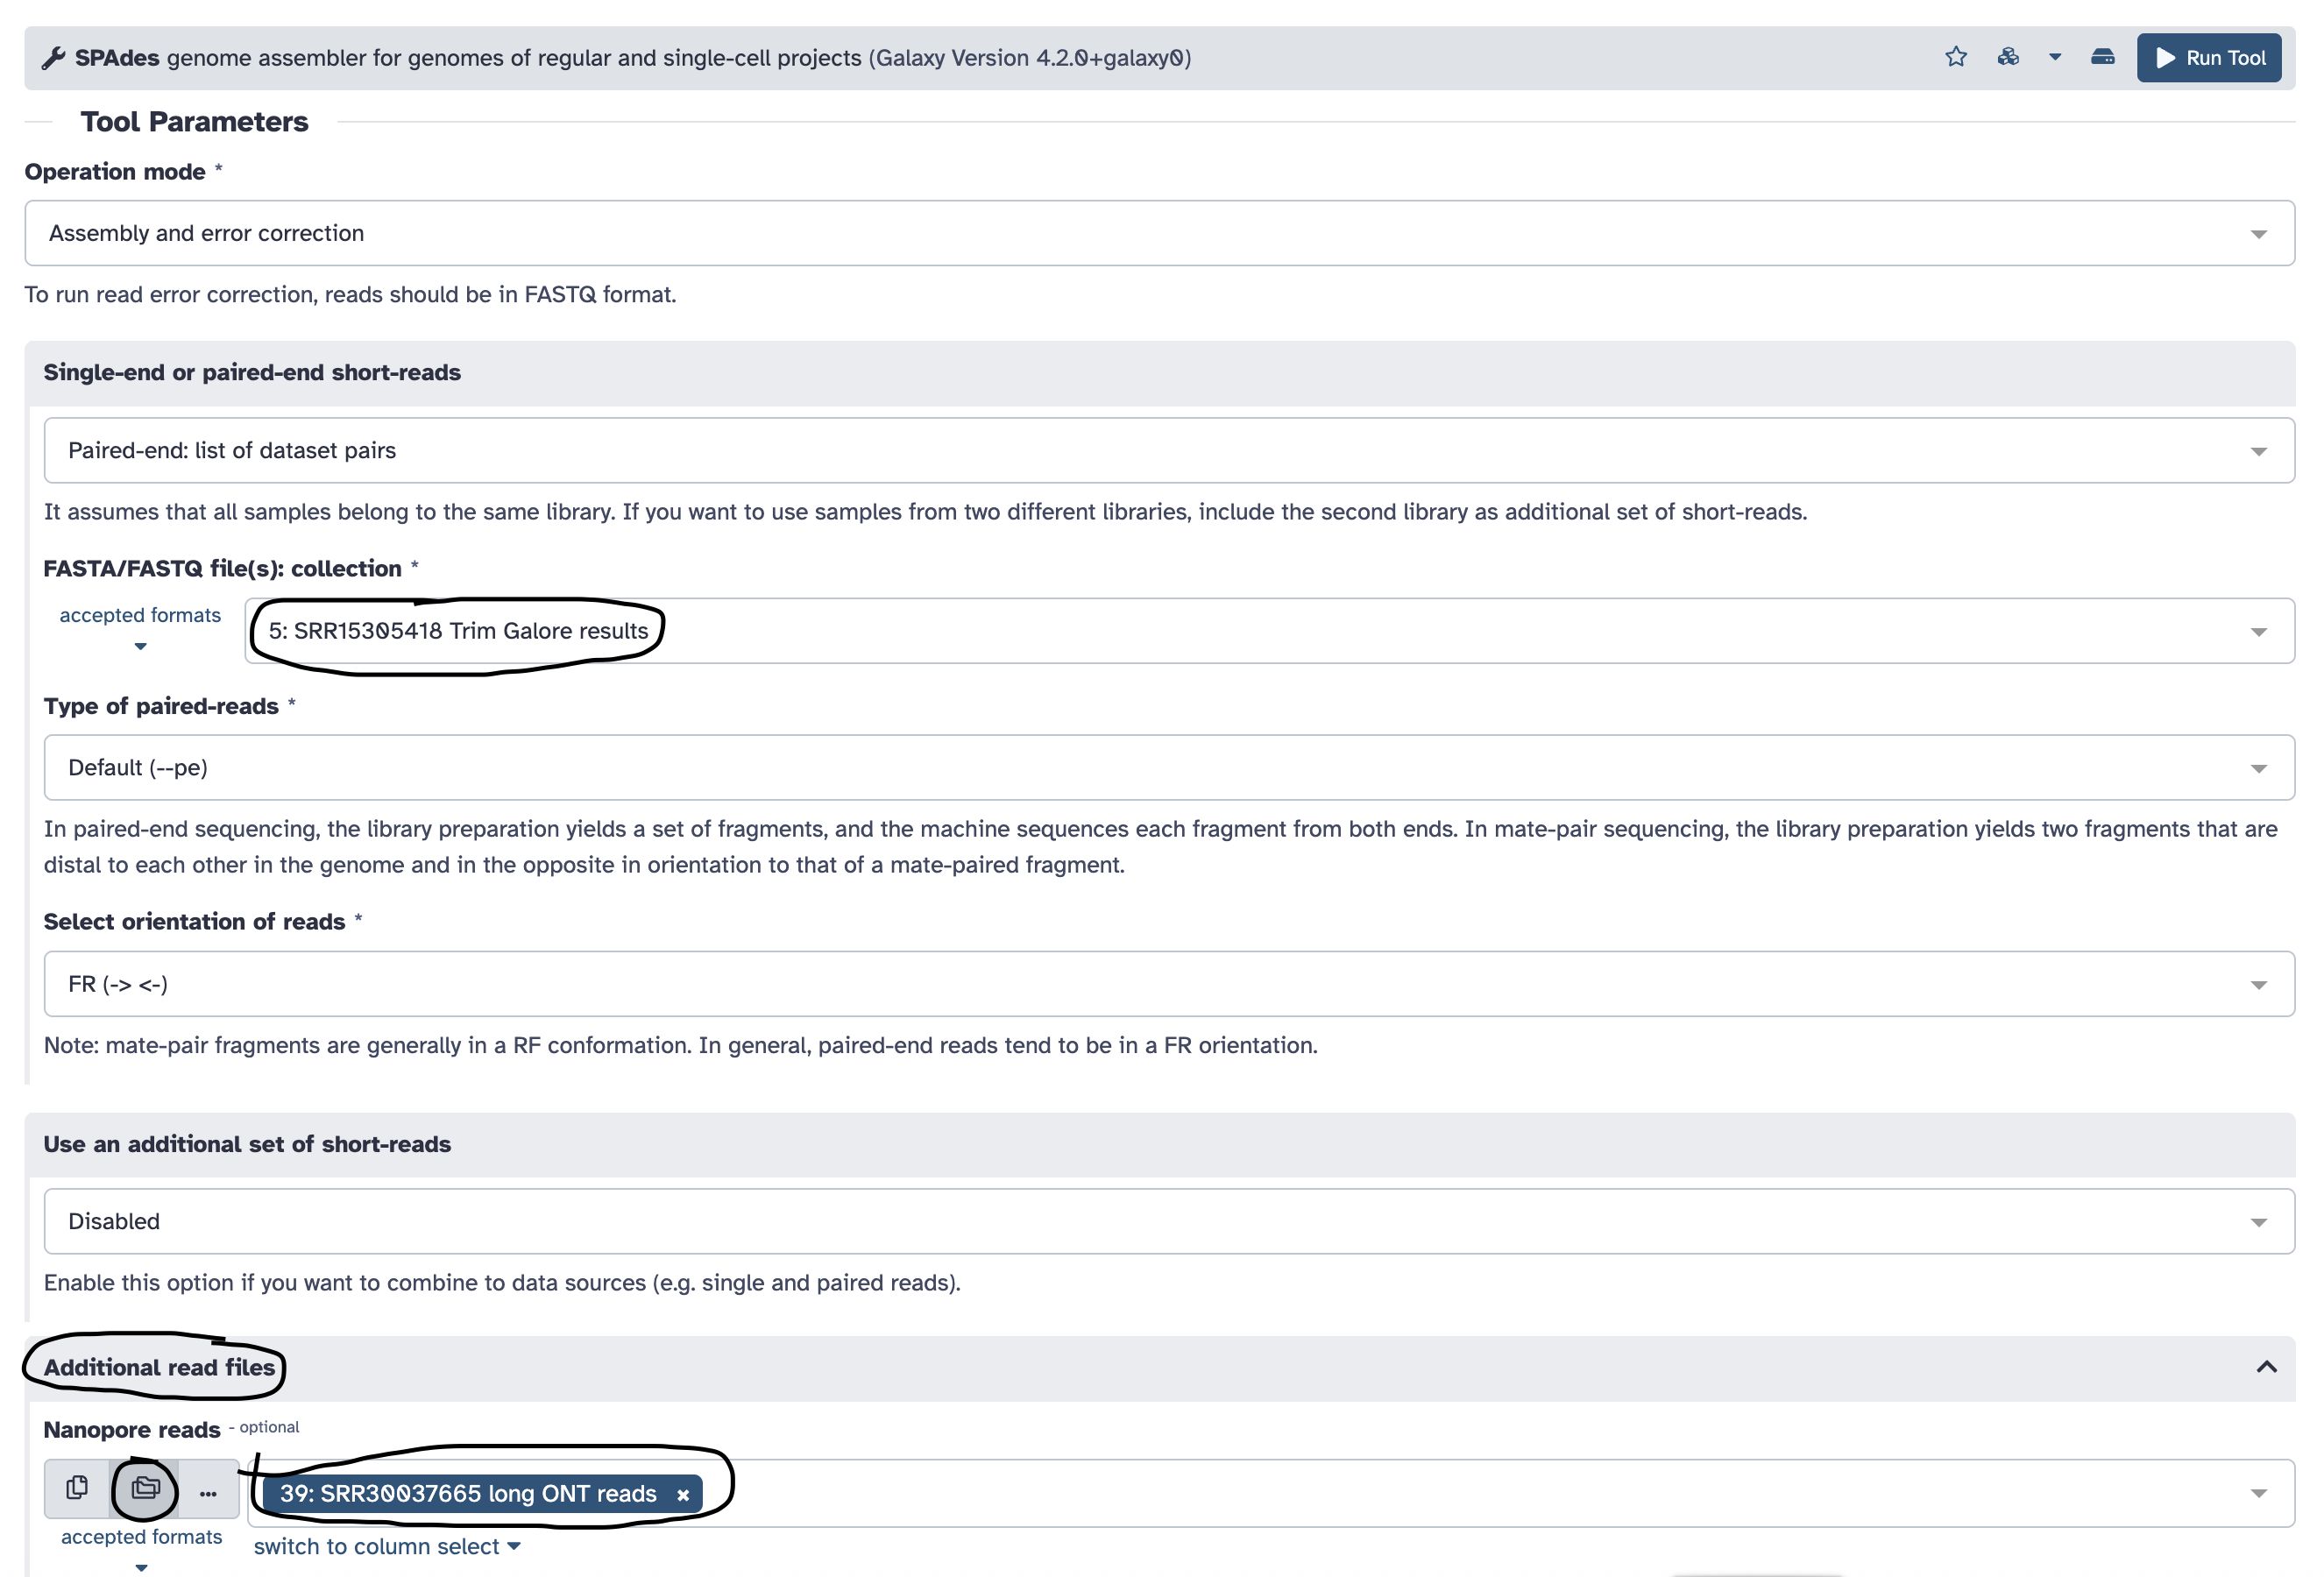 SPAdes genome assembler for genomes of regular and single-cell projects (Galaxy Version 4.2.0+galaxy0)
Run Tool
Tool Parameters
Operation mode *
Assembly and error correction
To run read error correction, reads should be in FASTQ format.
Single-end or paired-end short-reads
Paired-end: list of dataset pairs
It assumes that all samples belong to the same library. If you want to use samples from two different libraries, include the second library as additional set of short-reads.
FASTA/FASTQ file(s): collection *
accepted formats
5: SRR15305418 Trim Galore results
Type of paired-reads *
Default (--pe)
In paired-end sequencing, the library preparation yields a set of fragments, and the machine sequences each fragment from both ends. In mate-pair sequencing, the library preparation yields two fragments that are
distal to each other in the genome and in the opposite in orientation to that of a mate-paired fragment.
Select orientation of reads *
FR (-> <-)
Note: mate-pair fragments are generally in a RF conformation. In general, paired-end reads tend to be in a FR orientation.
Use an additional set of short-reads
Disabled
Enable this option if you want to combine to data sources (e.g. single and paired reads).
Additional read files
Nanopore reads - optional
39: SRR30037665 long ONT reads
accepted formats
switch to column select